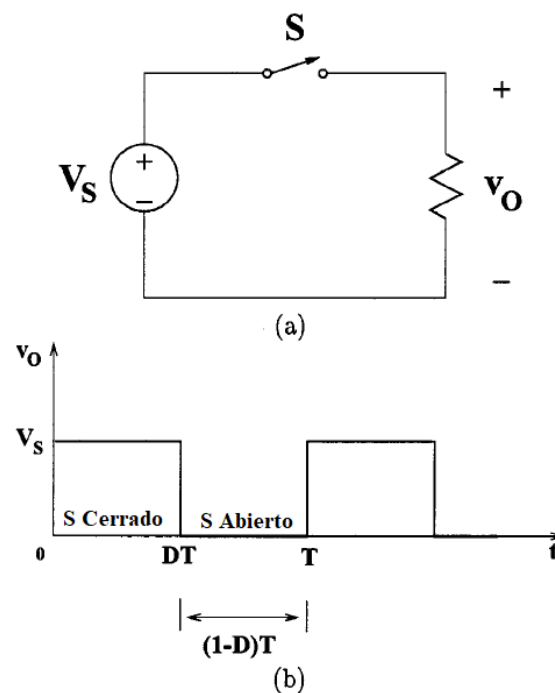 S
+
V_S
+
−
v_O
−
(a)
v_O
V_S
S Cerrado
S Abierto
0
DT
T
t
(1-D)T
(b)